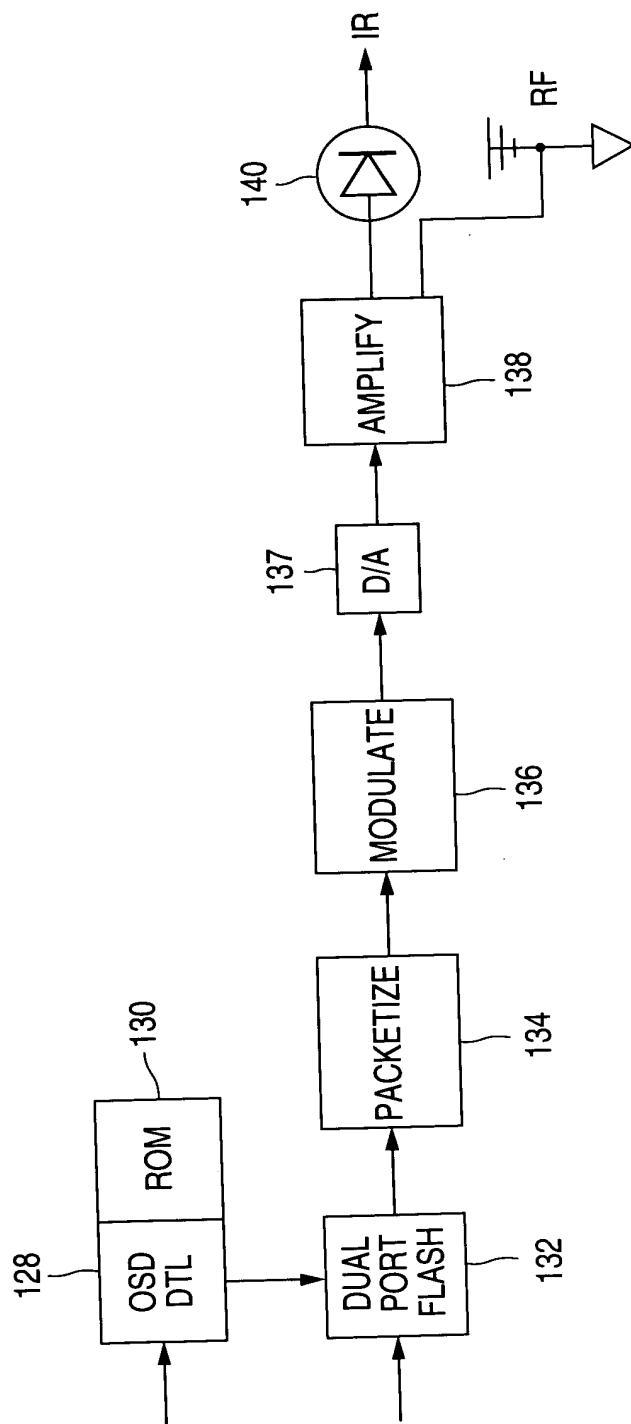 128
OSD
DTL
ROM
130
DUAL
PORT
FLASH
132
PACKETIZE
134
MODULATE
136
137
D/A
AMPLIFY
138
140
IR
RF